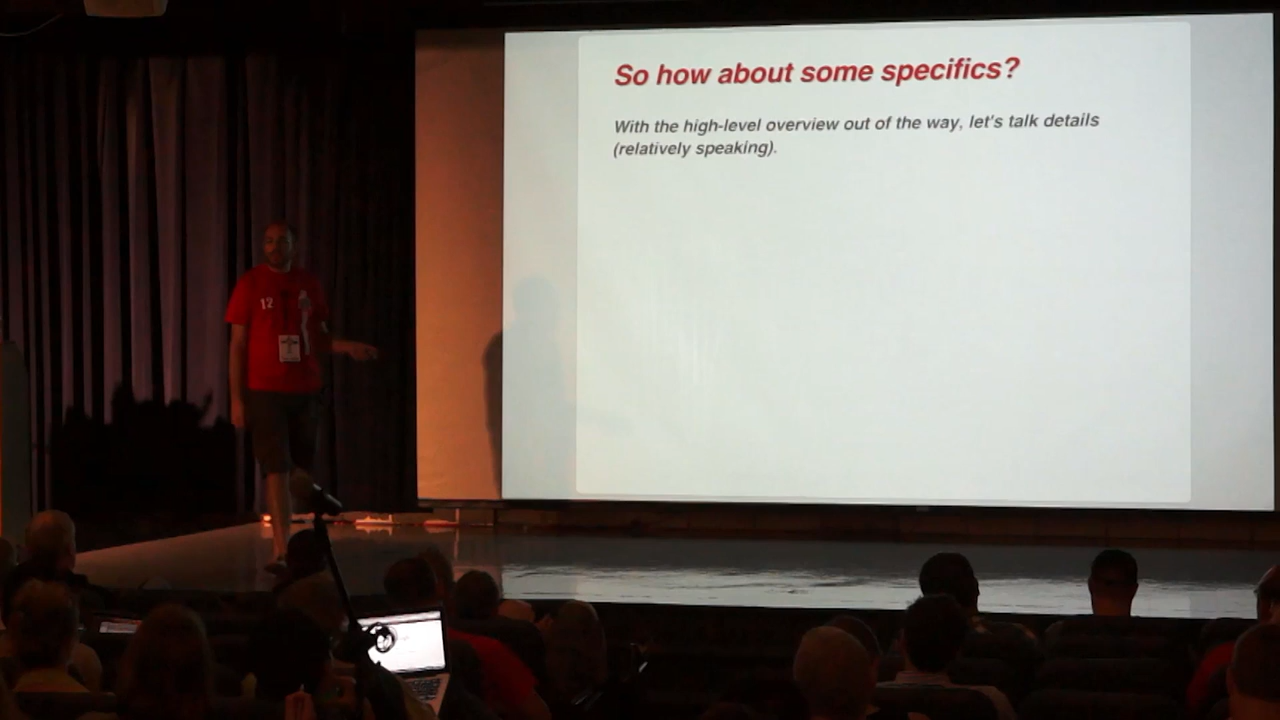 So how about some specifics?
With the high-level overview out of the way, let's talk details
(relatively speaking).
12